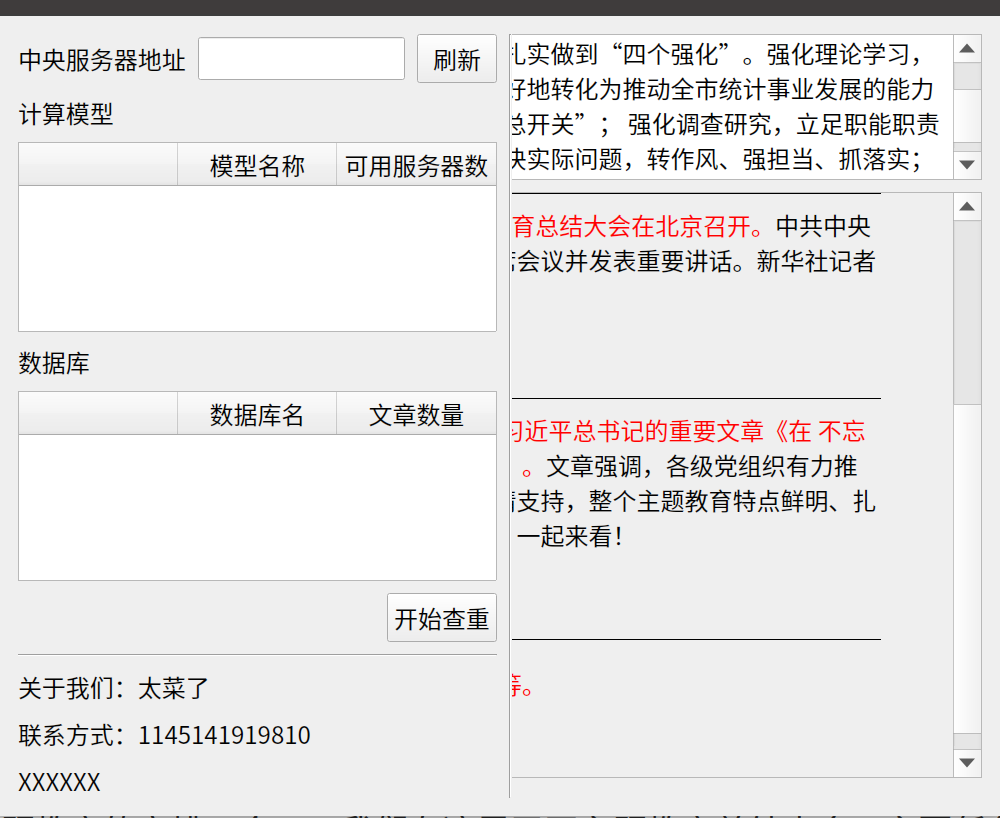 中央服务器地址
刷新
计算模型
模型名称 可用服务器数
数据库
数据库名 文章数量
开始查重
关于我们：太菜了
联系方式：1145141919810
XXXXXX
实做到“四个强化”。强化理论学习，
好地转化为推动全市统计事业发展的能力
总开关”； 强化调查研究，立足职能职责
实际问题，转作风、强担当、抓落实；
育总结大会在北京召开。中共中央
会议并发表重要讲话。新华社记者
习近平总书记的重要文章《在 不忘
。文章强调，各级党组织有力推
支持，整个主题教育特点鲜明、扎
一起来看！
等。